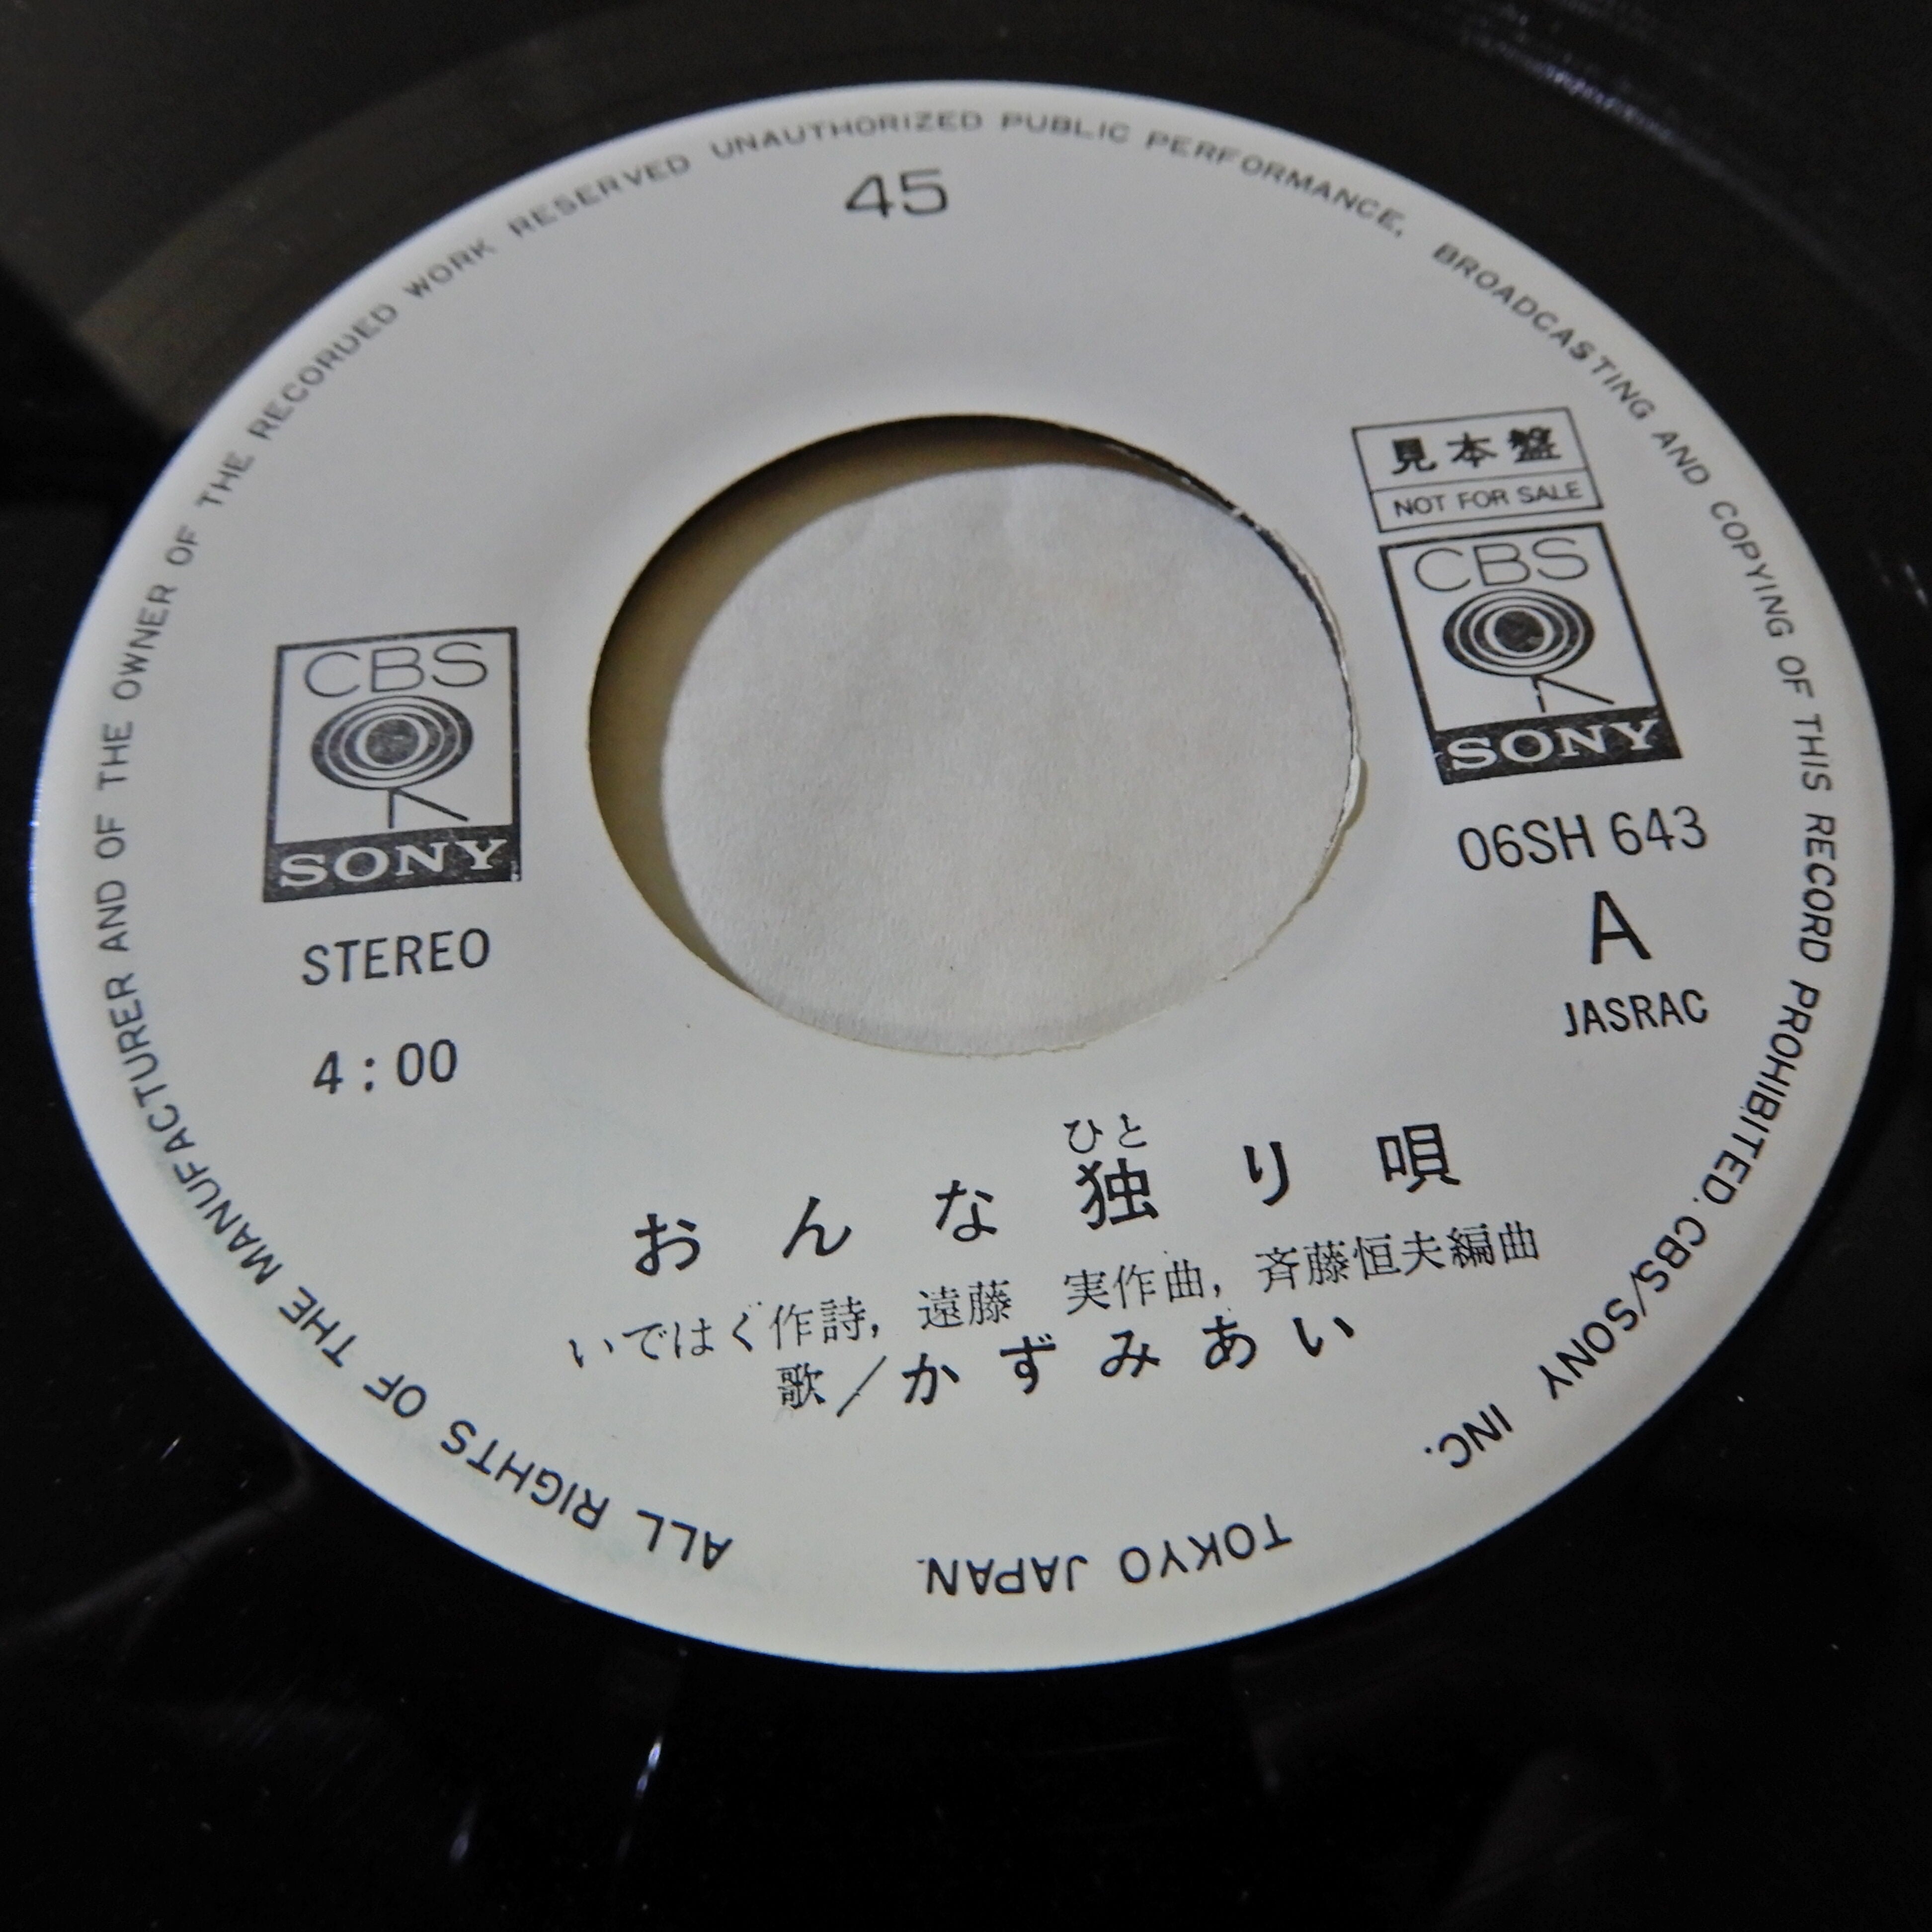 45
ALL RIGHTS OF THE MANUFACTURER AND OF THE OWNER OF THE RECORDED WORK RESERVED UNAUTHORIZED PUBLIC PERFORMANCE, BROADCASTING AND COPYING OF THIS RECORD PROHIBITED. CBS/SONY INC. TOKYO JAPAN.
見本盤
NOT FOR SALE
CBS
SONY
06SH 643
A
JASRAC
CBS
SONY
STEREO
4:00
ひと
おんな独り唄
いではく作詩, 遠藤 実作曲, 斉藤恒夫編曲
歌/かずみあい